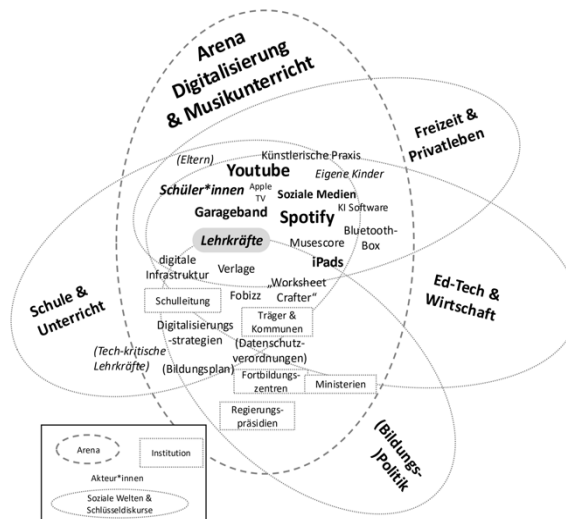 Arena
Digitalisierung
& Musikunterricht
Freizeit &
Privatleben
(Eltern)
Künstlerische Praxis
Youtube
Eigene Kinder
Schüler*innen
Apple
TV
Soziale Medien
Garageband
Spotify
KI Software
Lehrkräfte
Musescore
Bluetooth-
Box
iPads
digitale
Infrastruktur
Verlage
„Worksheet
Crafter“
Ed-Tech &
Wirtschaft
Schule &
Unterricht
Schulleitung
Fobizz
Träger &
Kommunen
Digitalisierungs
-strategien
(Datenschutz-
verordnungen)
(Tech-kritische
Lehrkräfte)
(Bildungsplan)
Fortbildungs-
zentren
Ministerien
Regierungs-
präsidien
(Bildungs-
)Politik
Arena
Institution
Akteur*innen
Soziale Welten &
Schlüsseldiskurse